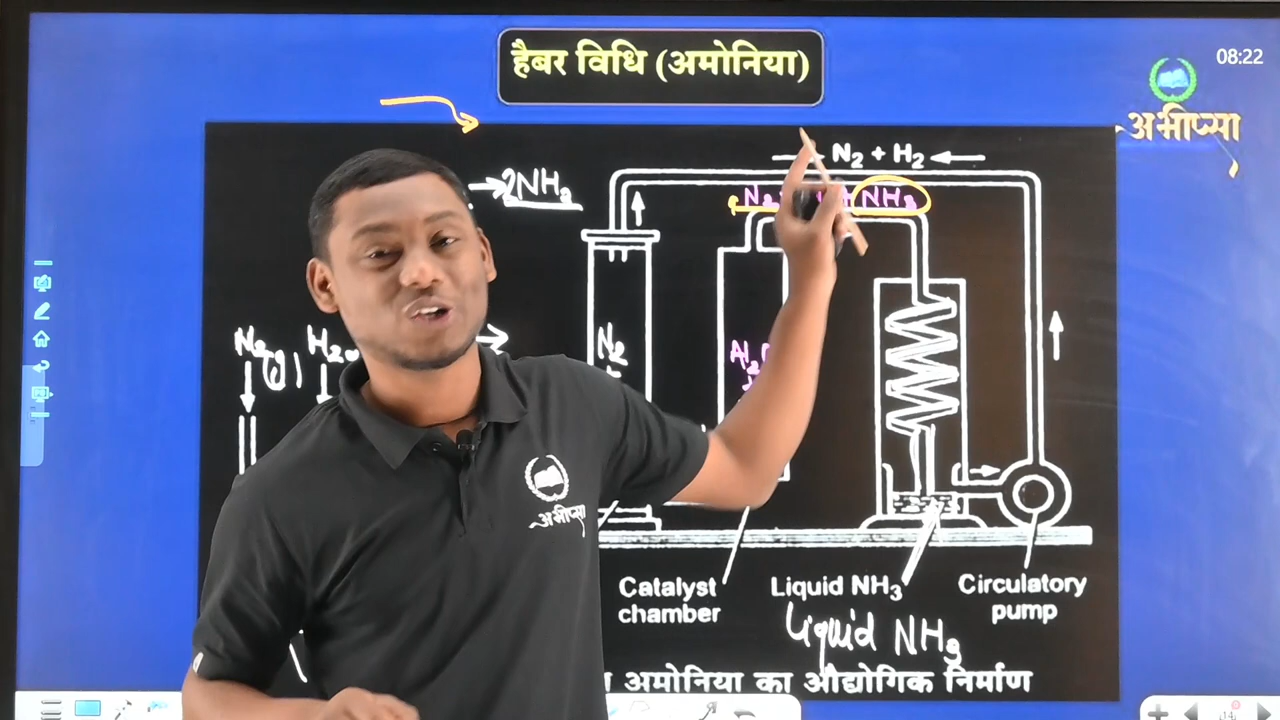 हैबर विधि (अमोनिया)
08:22
अभीप्सा
N₂ + H₂
2NH₃
NH₃
N₂
N₂(g)
H₂
अभीप्सा
Catalyst chamber
Liquid NH₃
Circulatory pump
Liquid NH₃
अमोनिया का औद्योगिक निर्माण